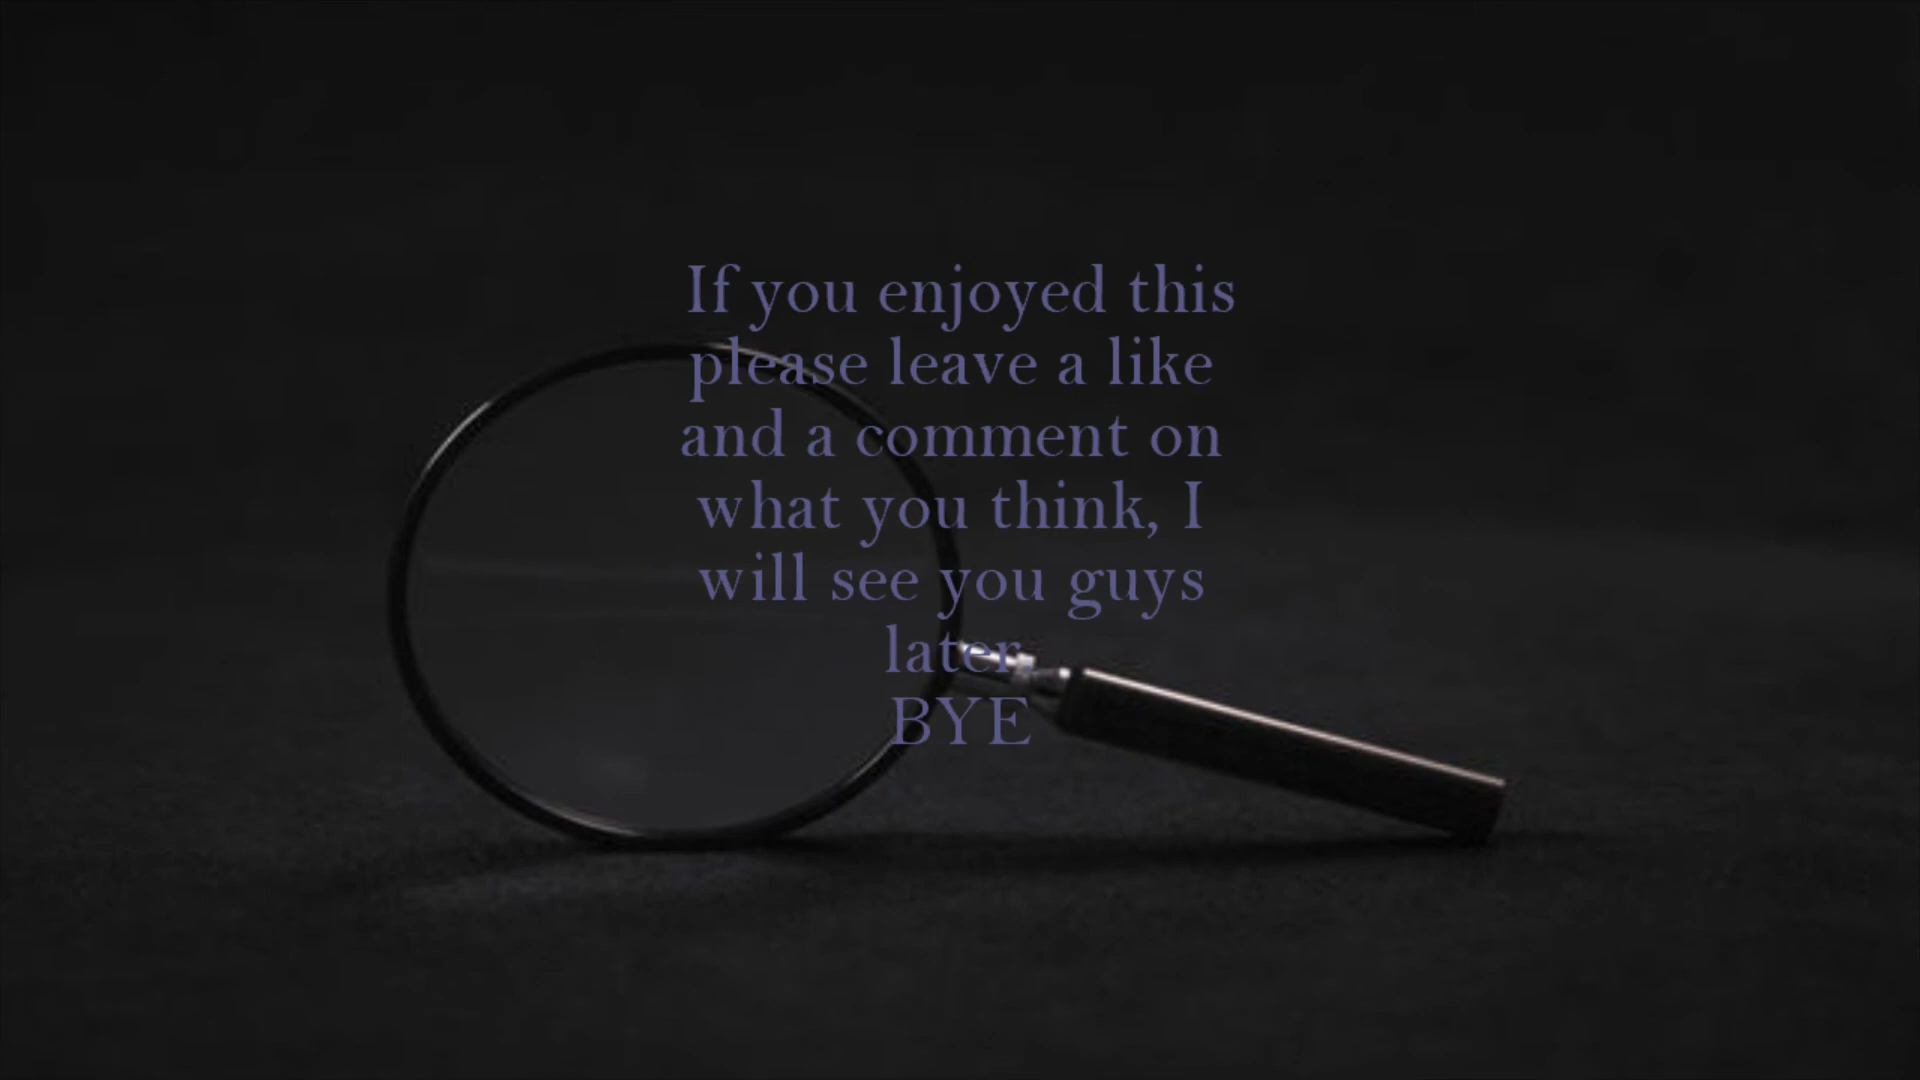 If you enjoyed this
please leave a like
and a comment on
what you think, I
will see you guys
later.
BYE